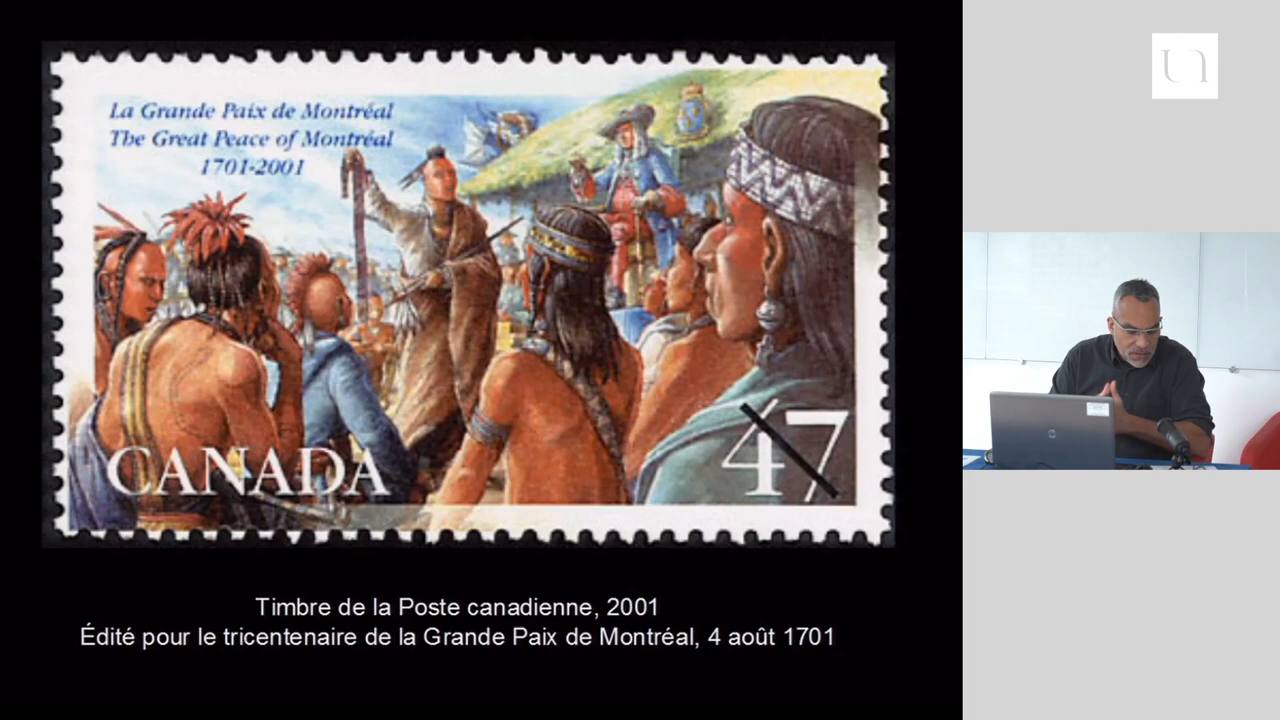 La Grande Paix de Montréal
The Great Peace of Montréal
1701-2001
CANADA
47
Timbre de la Poste canadienne, 2001
Édité pour le tricentenaire de la Grande Paix de Montréal, 4 août 1701